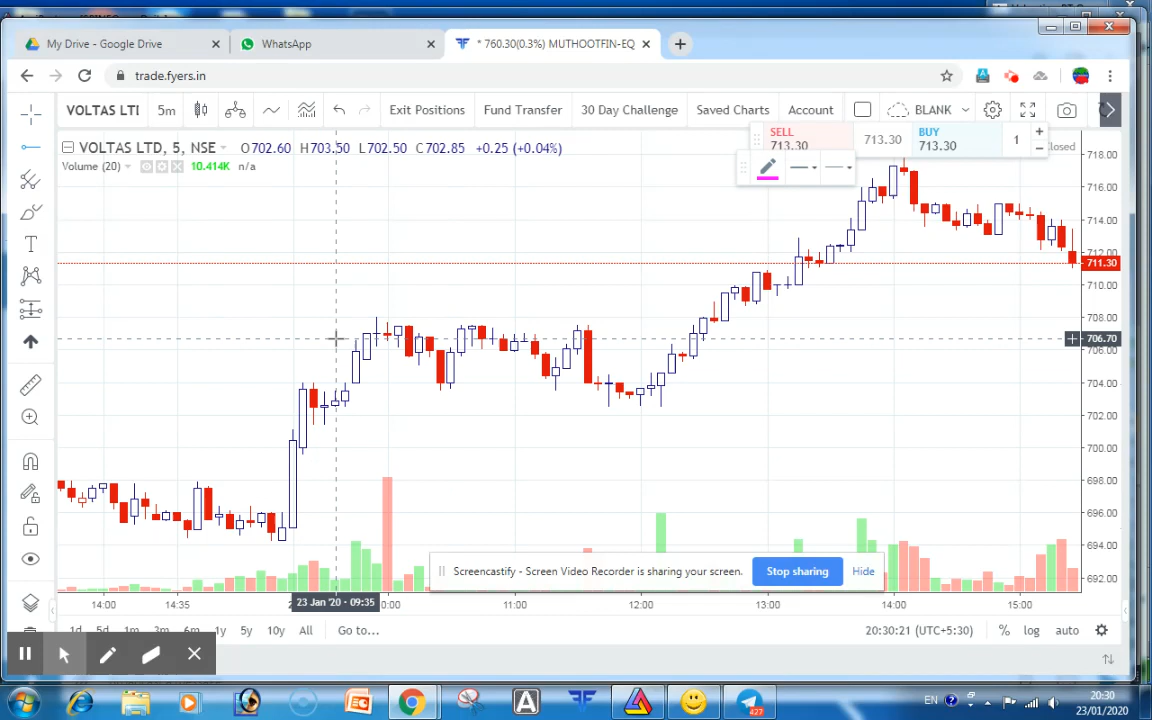 My Drive - Google Drive
WhatsApp
* 760.30(0.3%) MUTHOOTFIN-EQ
trade.fyers.in
VOLTAS LTI
5m
Exit Positions
Fund Transfer
30 Day Challenge
Saved Charts
Account
BLANK
VOLTAS LTD, 5, NSE
O702.60 H703.50 L702.50 C702.85 +0.25 (+0.04%)
SELL
713.30
713.30
BUY
713.30
1
closed
Volume (20)
10.414K n/a
718.00
716.00
714.00
712.00
711.30
710.00
708.00
706.70
706.00
704.00
702.00
700.00
698.00
696.00
694.00
692.00
Screencastify - Screen Video Recorder is sharing your screen.
Stop sharing
Hide
14:00
14:35
23 Jan '20 - 09:35
0:00
11:00
12:00
13:00
14:00
15:00
1d 5d 1m 3m 6m 1y 5y 10y All Go to...
20:30:21 (UTC+5:30) % log auto
A
427
EN
20:30
23/01/2020